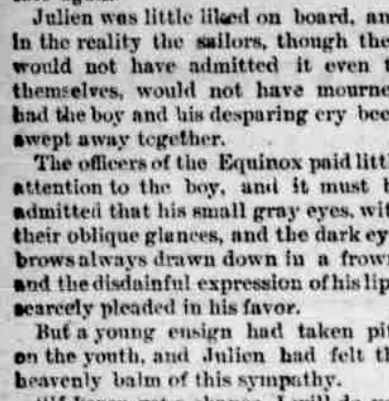 Julien was little liked on board, an
in the reality the sailors, though the
would not have admitted it even t
themselves, would not have mourne
had the boy and his desparing cry bee
swept away together.
The officers of the Equinox paid littl
attention to the boy, and it must b
admitted that his small gray eyes, wit
their oblique glances, and the dark ey
brows always drawn down in a frown
and the disdainful expression of his lip
scarcely pleaded in his favor.
But a young ensign had taken pit
on the youth, and Julien had felt th
heavenly balm of this sympathy.